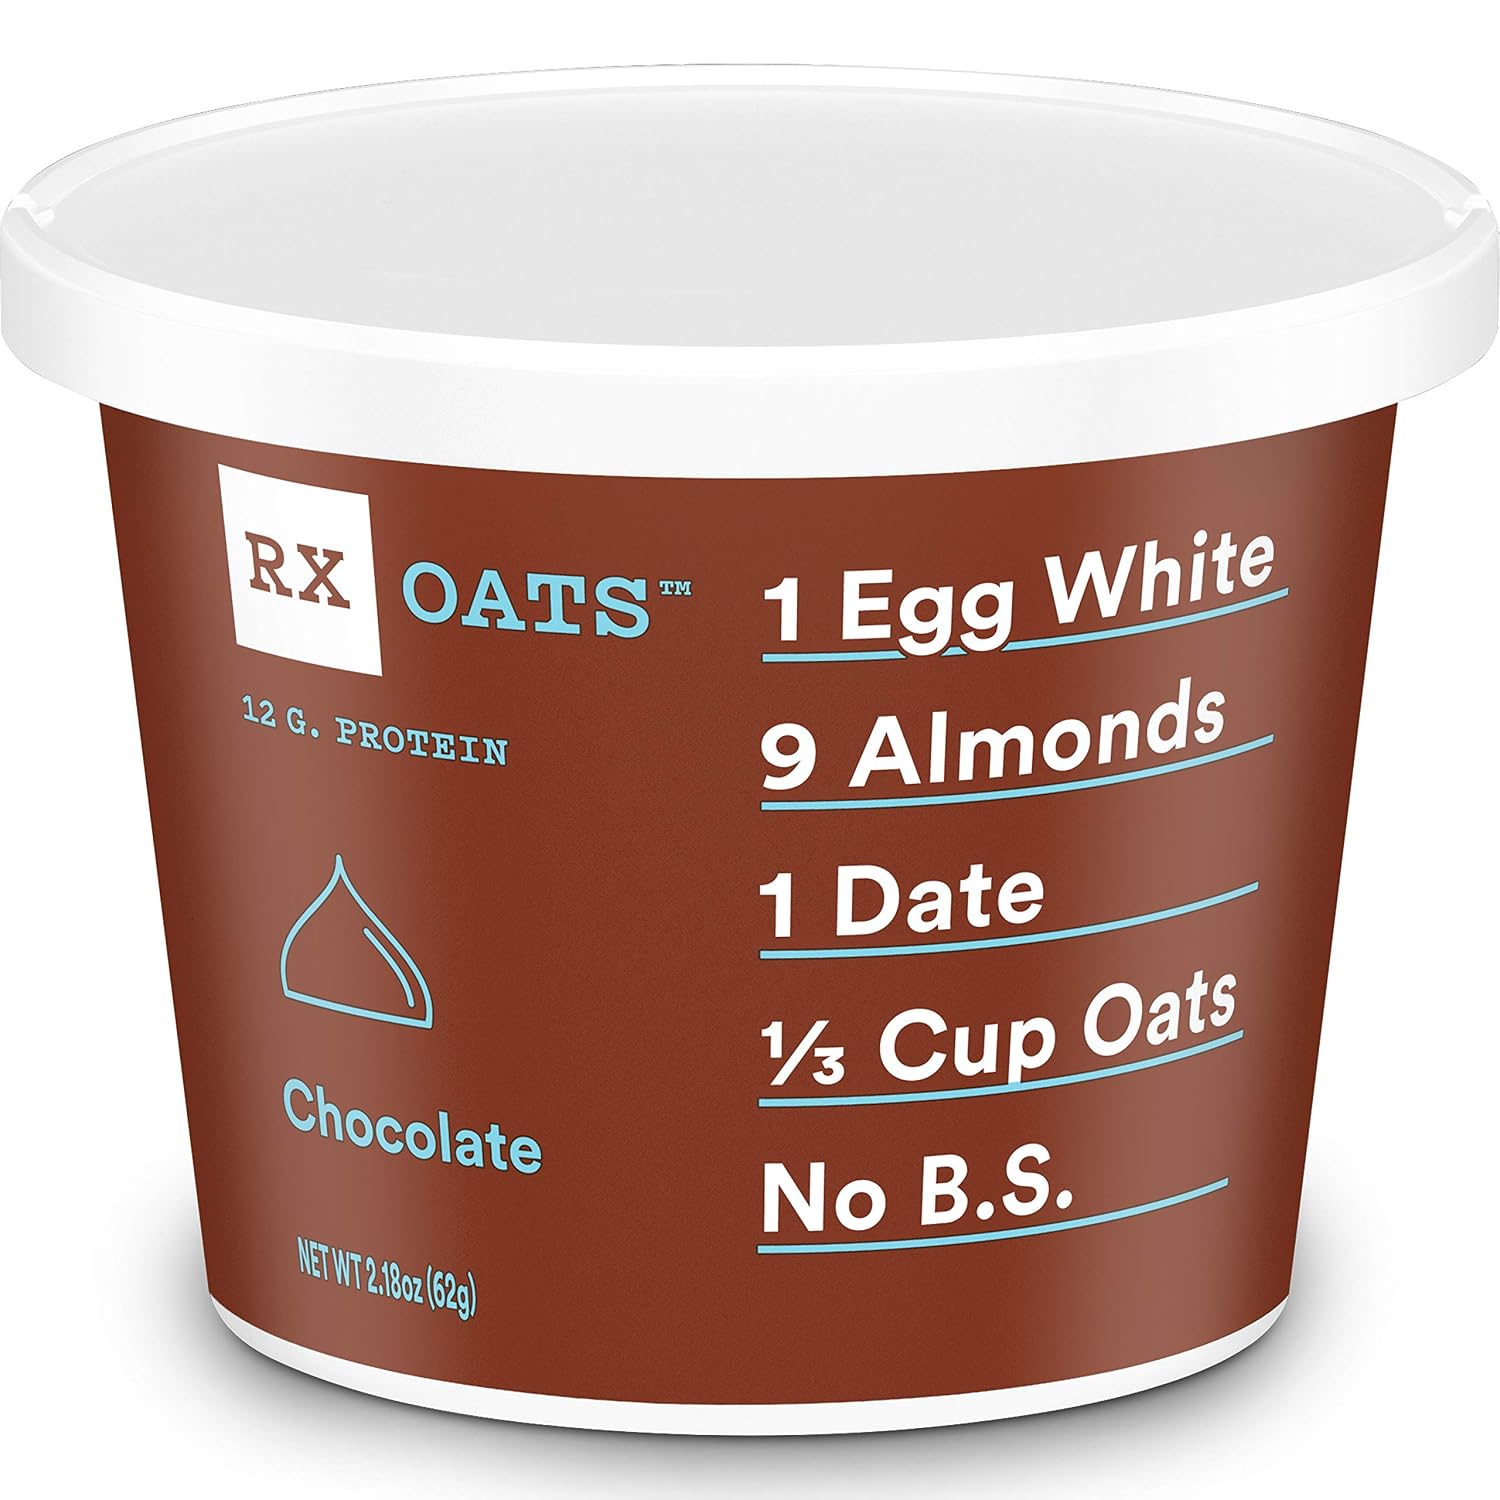 RX OATS™
12 G. PROTEIN
Chocolate
NET WT 2.18oz (62g)
1 Egg White
9 Almonds
1 Date
⅓ Cup Oats
No B.S.